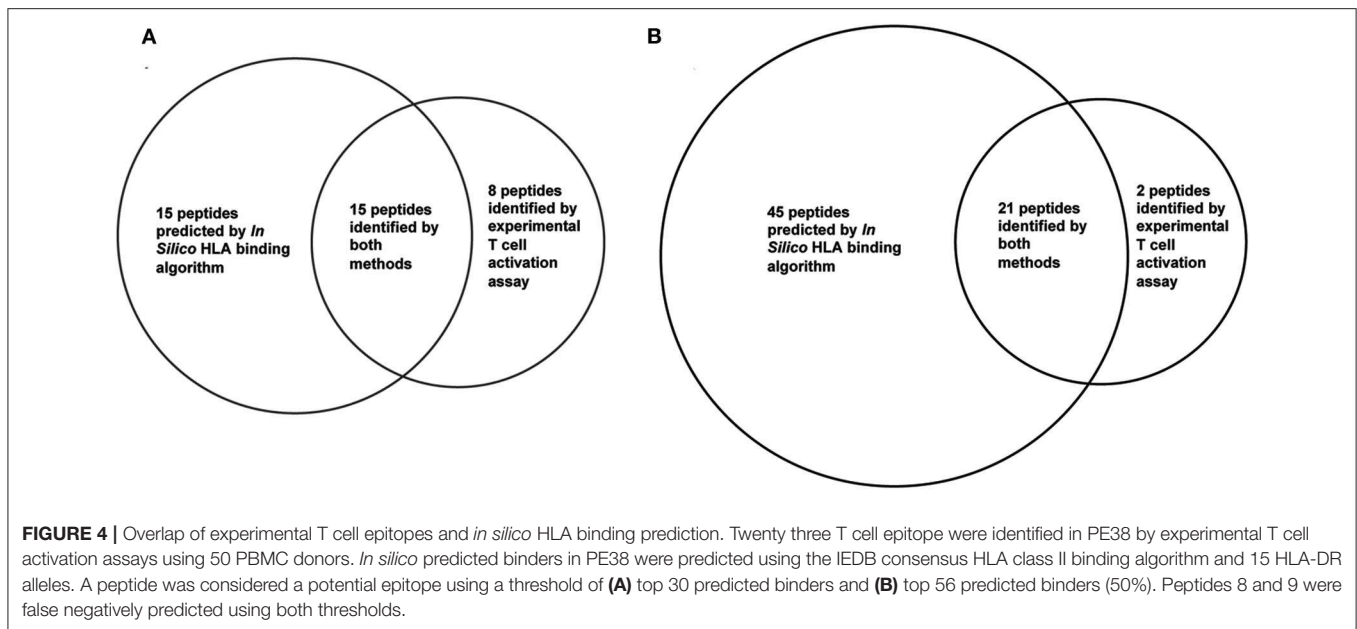 A
B
15 peptides
predicted by In
Silico HLA binding
algorithm
15 peptides
identified by
both
methods
8 peptides
identified by
experimental
T cell
activation
assay
45 peptides
predicted by In
Silico HLA binding
algorithm
21 peptides
identified by
both
methods
2 peptides
identified by
experimental
T cell
activation
assay
FIGURE 4 | Overlap of experimental T cell epitopes and in silico HLA binding prediction. Twenty three T cell epitope were identified in PE38 by experimental T cell
activation assays using 50 PBMC donors. In silico predicted binders in PE38 were predicted using the IEDB consensus HLA class II binding algorithm and 15 HLA-DR
alleles. A peptide was considered a potential epitope using a threshold of (A) top 30 predicted binders and (B) top 56 predicted binders (50%). Peptides 8 and 9 were
false negatively predicted using both thresholds.